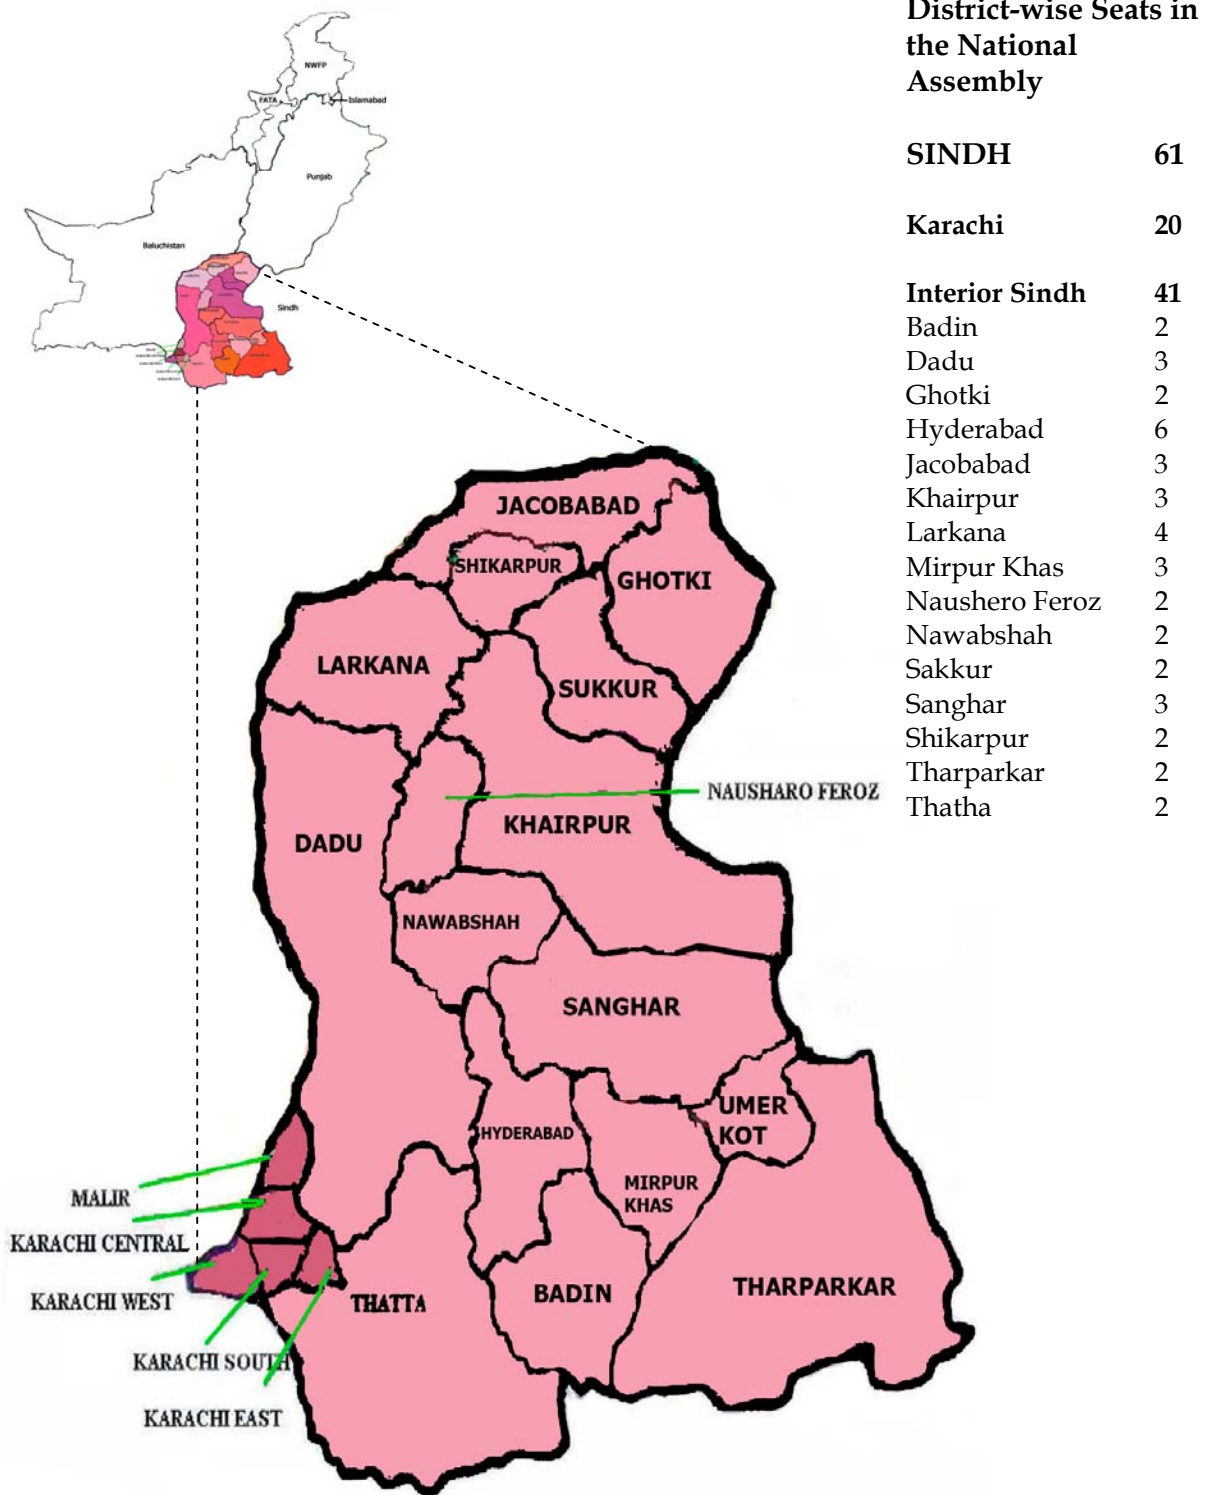 District-wise Seats in
the National
Assembly
SINDH 61
Karachi 20
Interior Sindh 41
Badin 2
Dadu 3
Ghotki 2
Hyderabad 6
Jacobabad 3
Khairpur 3
Larkana 4
Mirpur Khas 3
Naushero Feroz 2
Nawabshah 2
Sakkur 2
Sanghar 3
Shikarpur 2
Tharparkar 2
Thatha 2
NWFP
FATA
Islamabad
Punjab
Baluchistan
Sindh
JACOBABAD
SHIKARPUR
GHOTKI
LARKANA
SUKKUR
NAUSHARO FEROZ
KHAIRPUR
DADU
NAWABSHAH
SANGHAR
UMER
KOT
HYDERABAD
MIRPUR
KHAS
MALIR
KARACHI CENTRAL
KARACHI WEST
THATTA
BADIN
THARPARKAR
KARACHI SOUTH
KARACHI EAST